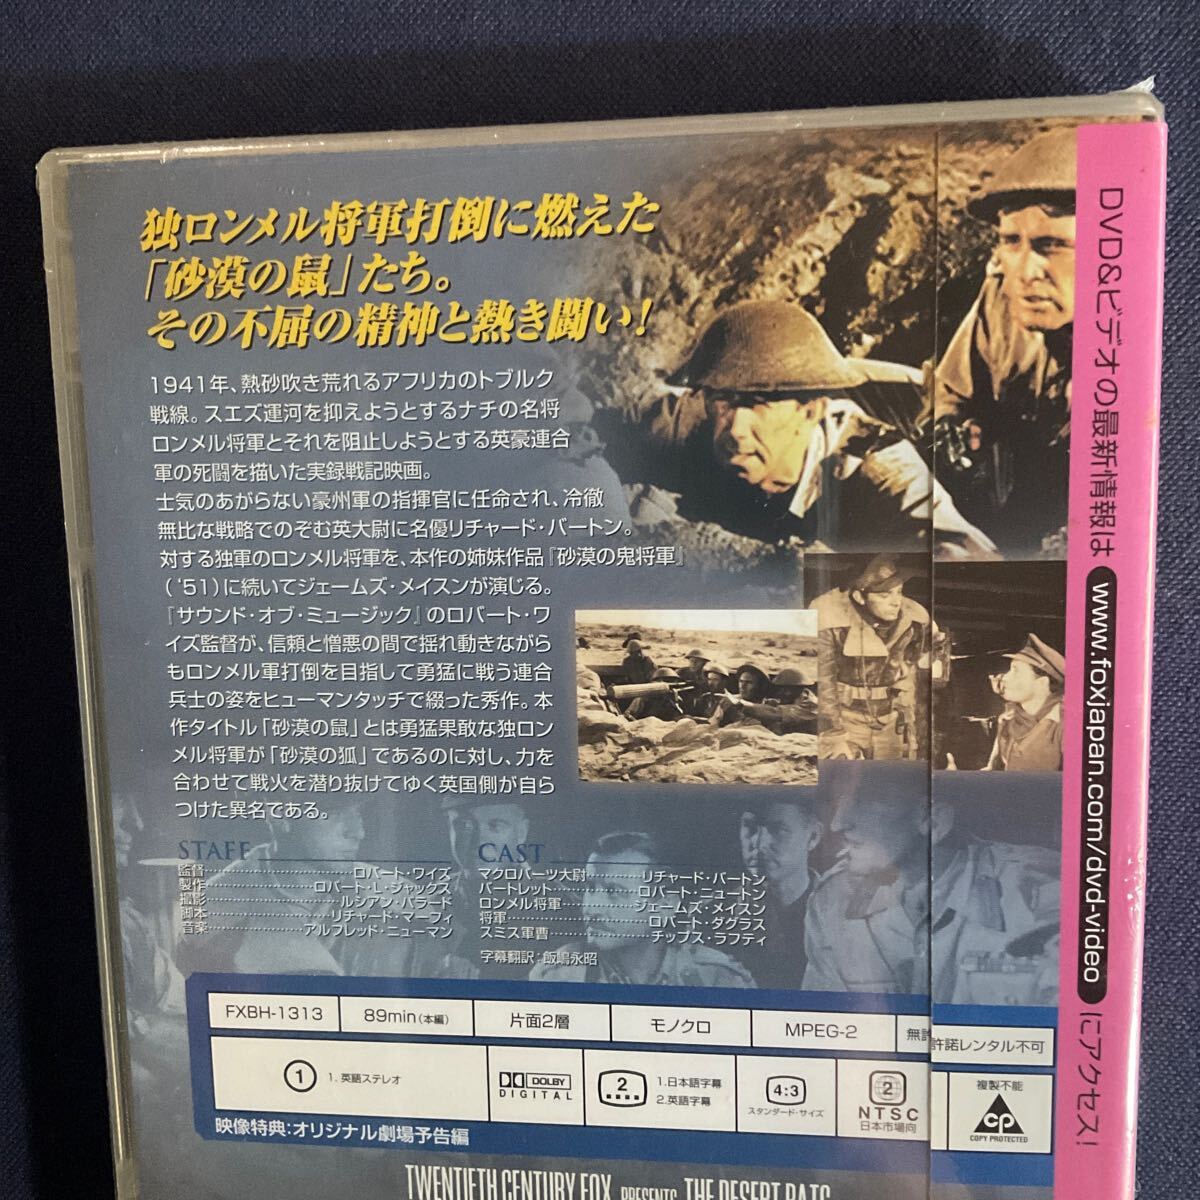 独ロンメル将軍打倒に燃えた
「砂漠の鼠」たち。
その不屈の精神と熱き闘い!
1941年、熱砂吹き荒れるアフリカのトブルク
戦線。スエズ運河を抑えようとするナチの名将
ロンメル将軍とそれを阻止しようとする英豪連合
軍の死闘を描いた実録戦記映画。
士気のあがらない豪州軍の指揮官に任命され、冷徹
無比な戦略でのぞむ英大尉に名優リチャード・バートン。
対する独軍のロンメル将軍を、本作の姉妹作品『砂漠の鬼将軍』
('51)に続いてジェームズ・メイスンが演じる。
『サウンド・オブ・ミュージック』のロバート・ワ
イズ監督が、信頼と憎悪の間で揺れ動きながら
もロンメル軍打倒を目指して勇猛に戦う連合
兵士の姿をヒューマンタッチで綴った秀作。本
作タイトル「砂漠の鼠」とは勇猛果敢な独ロン
メル将軍が「砂漠の狐」であるのに対し、力を
合わせて戦火を潜り抜けてゆく英国側が自ら
つけた異名である。
STAFF
監督 ロバート・ワイズ
製作 ロバート・L・ジャックス
撮影 ルシアン・バラード
脚本 リチャード・マーフィ
音楽 アルフレッド・ニューマン
CAST
マクロバーツ大尉 リチャード・バートン
バートレット ロバート・ニュートン
ロンメル将軍 ジェームズ・メイスン
将軍 ロバート・ダグラス
スミス軍曹 チップス・ラフティ
字幕翻訳:飯嶋永昭
FXBH-1313 89min(本編) 片面2層 モノクロ MPEG-2 無許 許諾レンタル不可
1 1. 英語ステレオ
DOLBY
DIGITAL
2 1.日本語字幕
2.英語字幕
4:3
スタンダード・サイズ
2
NTSC
日本市場向
複製不能
CP
COPY PROTECTED
映像特典:オリジナル劇場予告編
TWENTIETH CENTURY FOX PRESENTS THE DESERT RATS
DVD&ビデオの最新情報は www.foxjapan.com/dvd-video にアクセス!